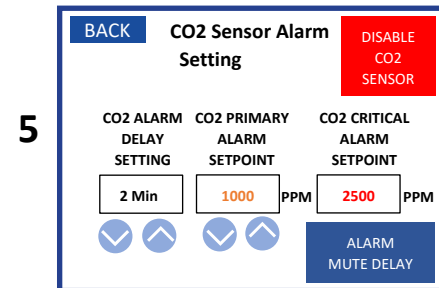 BACK
CO2 Sensor Alarm
Setting
DISABLE
CO2
SENSOR
5
CO2 ALARM
DELAY
SETTING
CO2 PRIMARY
ALARM
SETPOINT
CO2 CRITICAL
ALARM
SETPOINT
2 Min
1000 PPM
2500 PPM
ALARM
MUTE DELAY